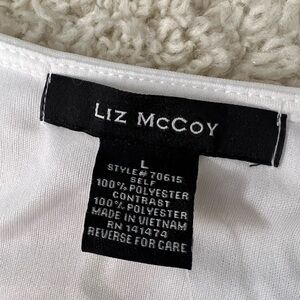 LIZ MCCOY
L
STYLE# 70615
SELF
100% POLYESTER
CONTRAST
100% POLYESTER
MADE IN VIETNAM
RN 141474
REVERSE FOR CARE